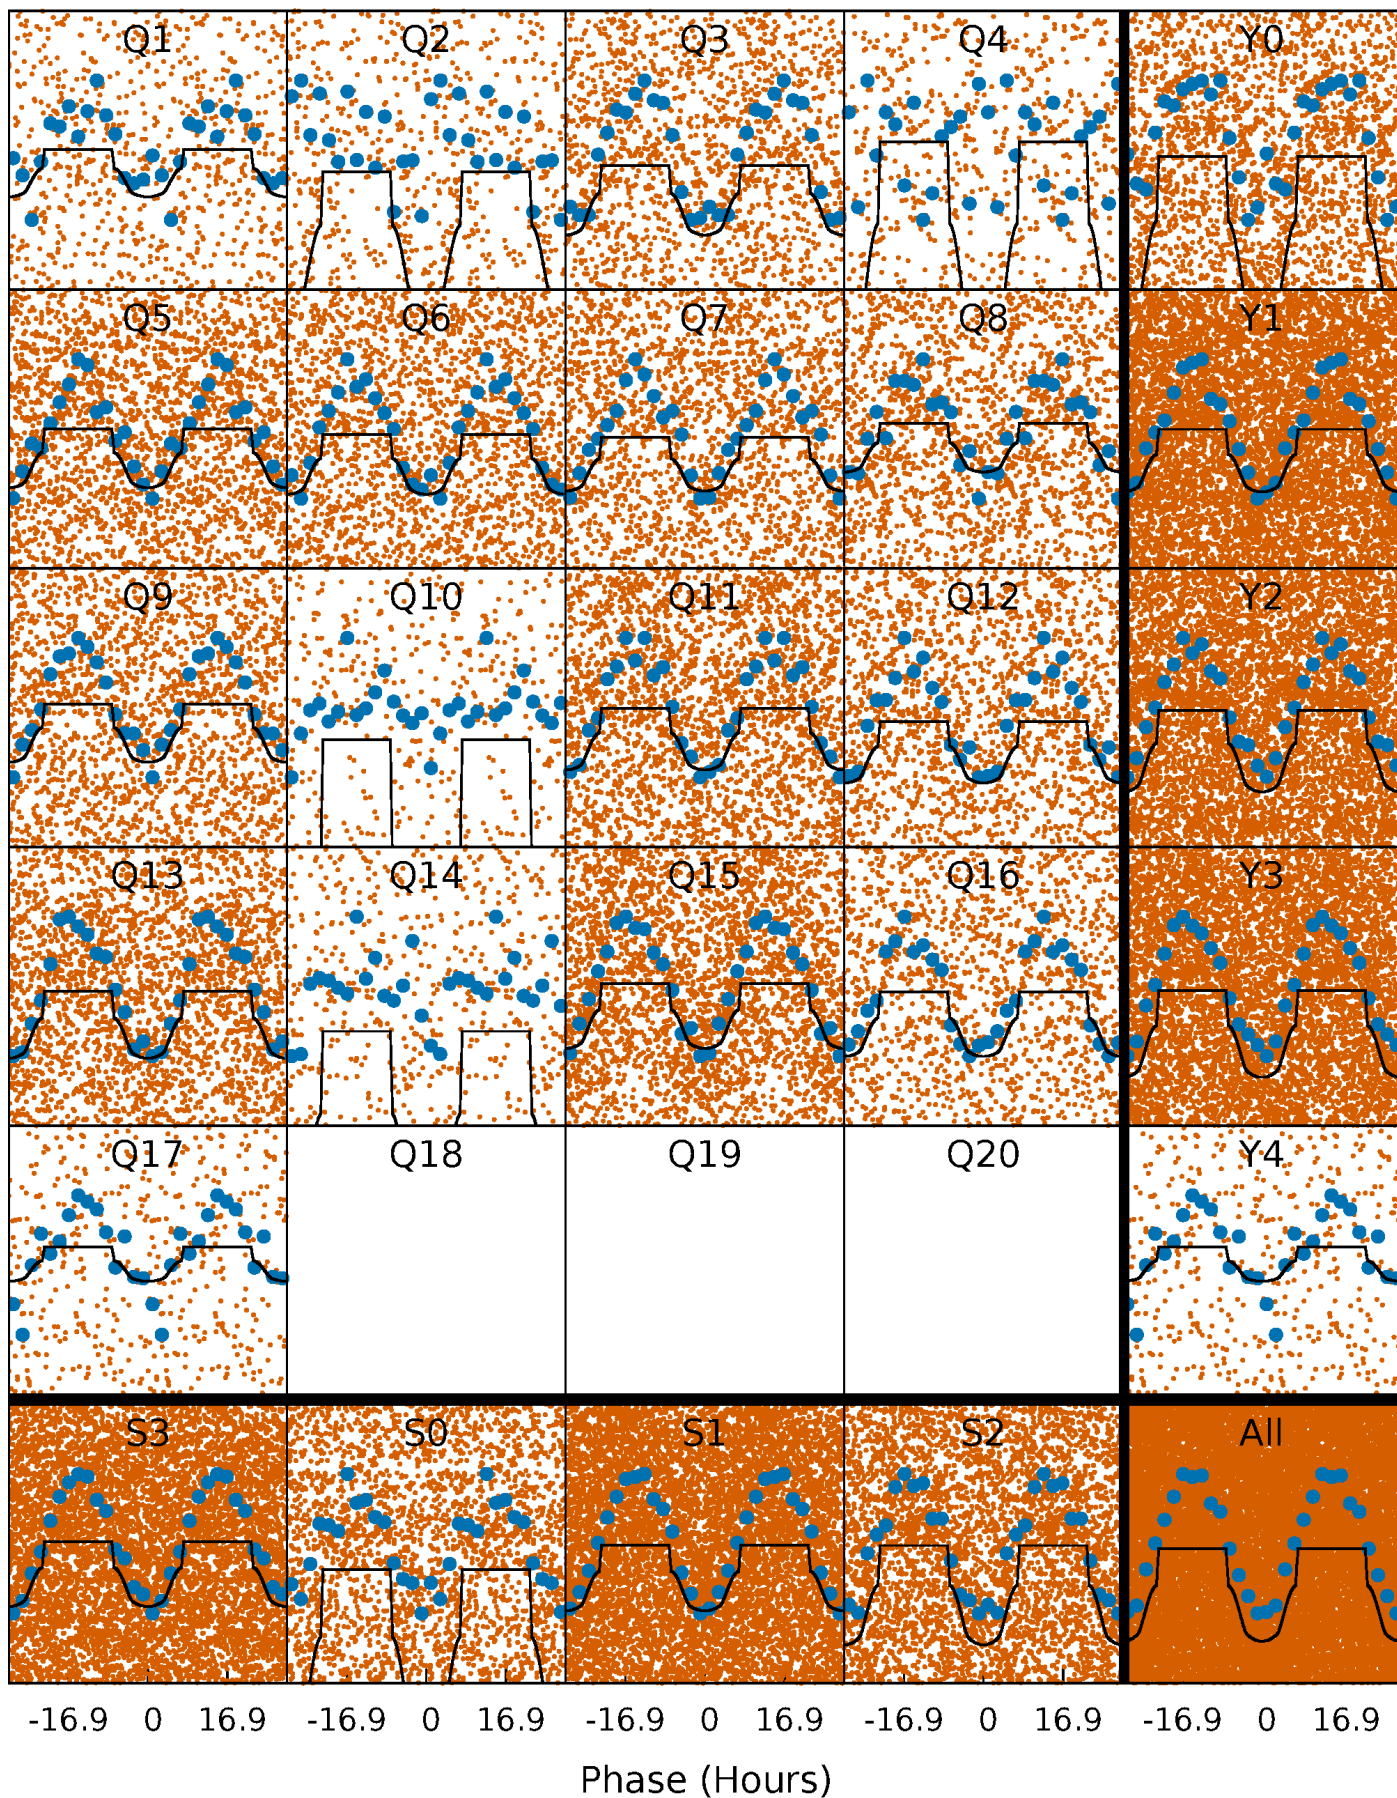 Q1 Q2 Q3 Q4 Y0
Q5 Q6 Q7 Q8 Y1
Q9 Q10 Q11 Q12 Y2
Q13 Q14 Q15 Q16 Y3
Q17 Q18 Q19 Q20 Y4
S3 S0 S1 S2 All
-16.9 0 16.9 -16.9 0 16.9 -16.9 0 16.9 -16.9 0 16.9 -16.9 0 16.9
Phase (Hours)